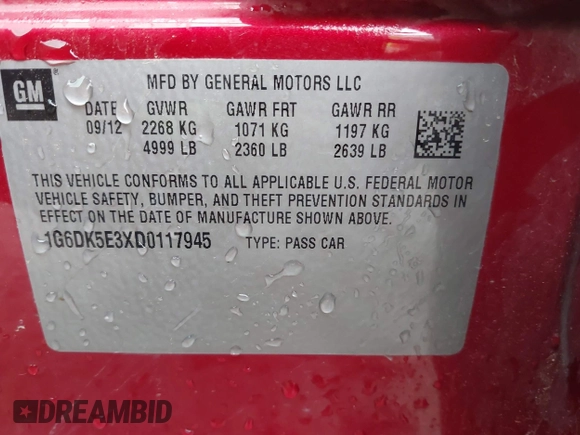 GM
MFD BY GENERAL MOTORS LLC
DATE GVWR GAWR FRT GAWR RR
09/12 2268 KG 1071 KG 1197 KG
4999 LB 2360 LB 2639 LB
THIS VEHICLE CONFORMS TO ALL APPLICABLE U.S. FEDERAL MOTOR
VEHICLE SAFETY, BUMPER, AND THEFT PREVENTION STANDARDS IN
EFFECT ON THE DATE OF MANUFACTURE SHOWN ABOVE.
1G6DK5E3XD0117945 TYPE: PASS CAR
DREAMBID